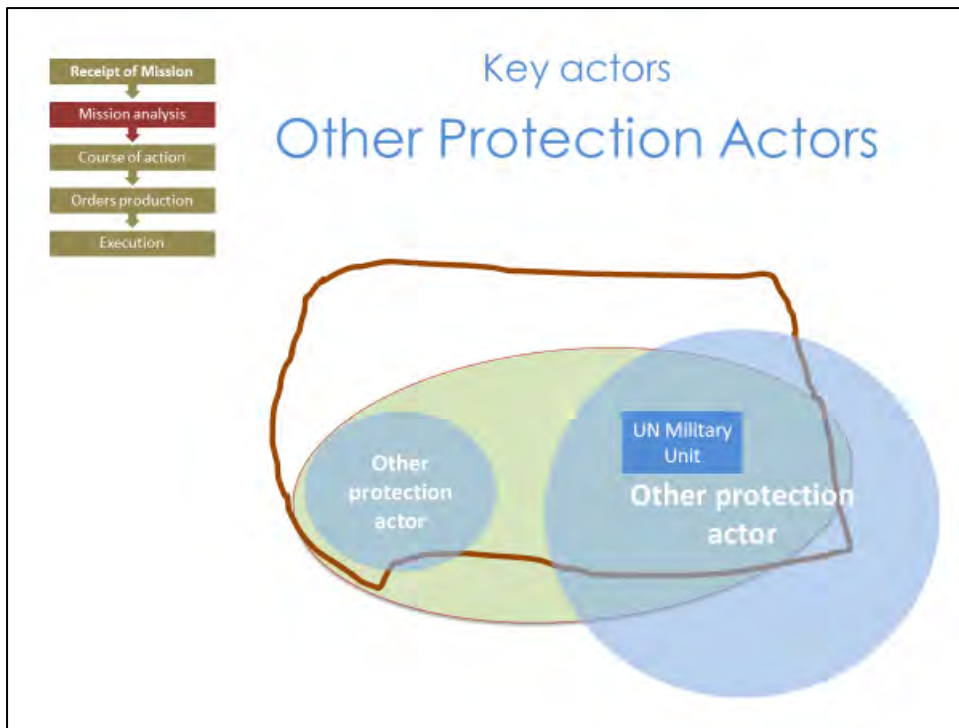 Receipt of Mission
Mission analysis
Course of action
Orders production
Execution
Key actors
Other Protection Actors
Other
protection
actor
UN Military
Unit
Other protection
actor